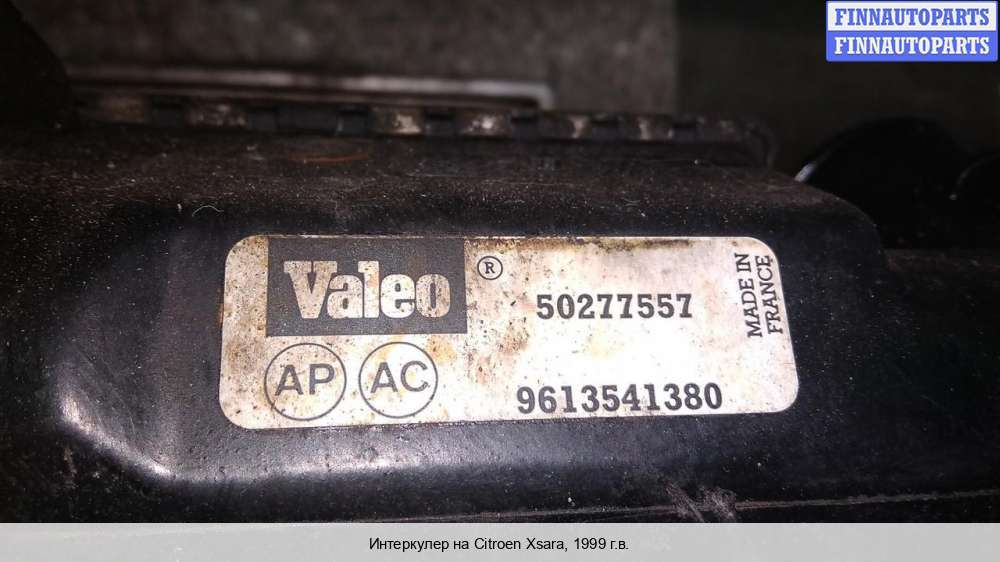 FINNAUTOPARTS
FINNAUTOPARTS
Valeo ®
50277557
MADE IN
FRANCE
AP AC
9613541380
Интеркулер на Citroen Xsara, 1999 г.в.